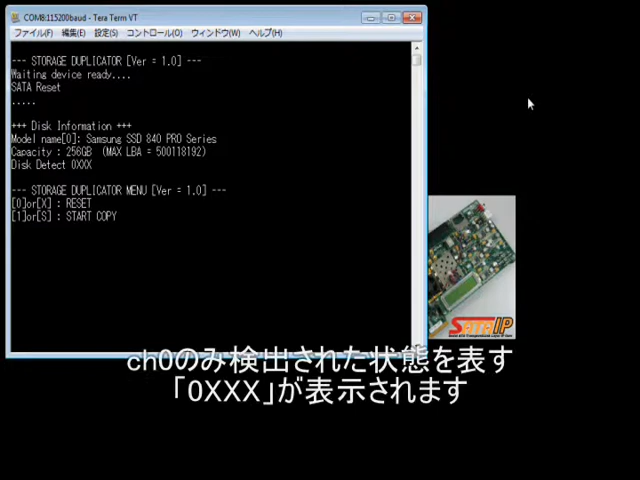 COM8:115200baud - Tera Term VT
ファイル(F) 編集(E) 設定(S) コントロール(O) ウィンドウ(W) ヘルプ(H)
--- STORAGE DUPLICATOR [Ver = 1.0] ---
Waiting device ready....
SATA Reset
.....
+++ Disk Information +++
Model name[0]: Samsung SSD 840 PRO Series
Capacity : 256GB (MAX LBA = 500118192)
Disk Detect 0XXX
--- STORAGE DUPLICATOR MENU [Ver = 1.0] ---
[0]or[X] : RESET
[1]or[S] : START COPY
SATA IP
ch0のみ検出された状態を表す
「0XXX」が表示されます